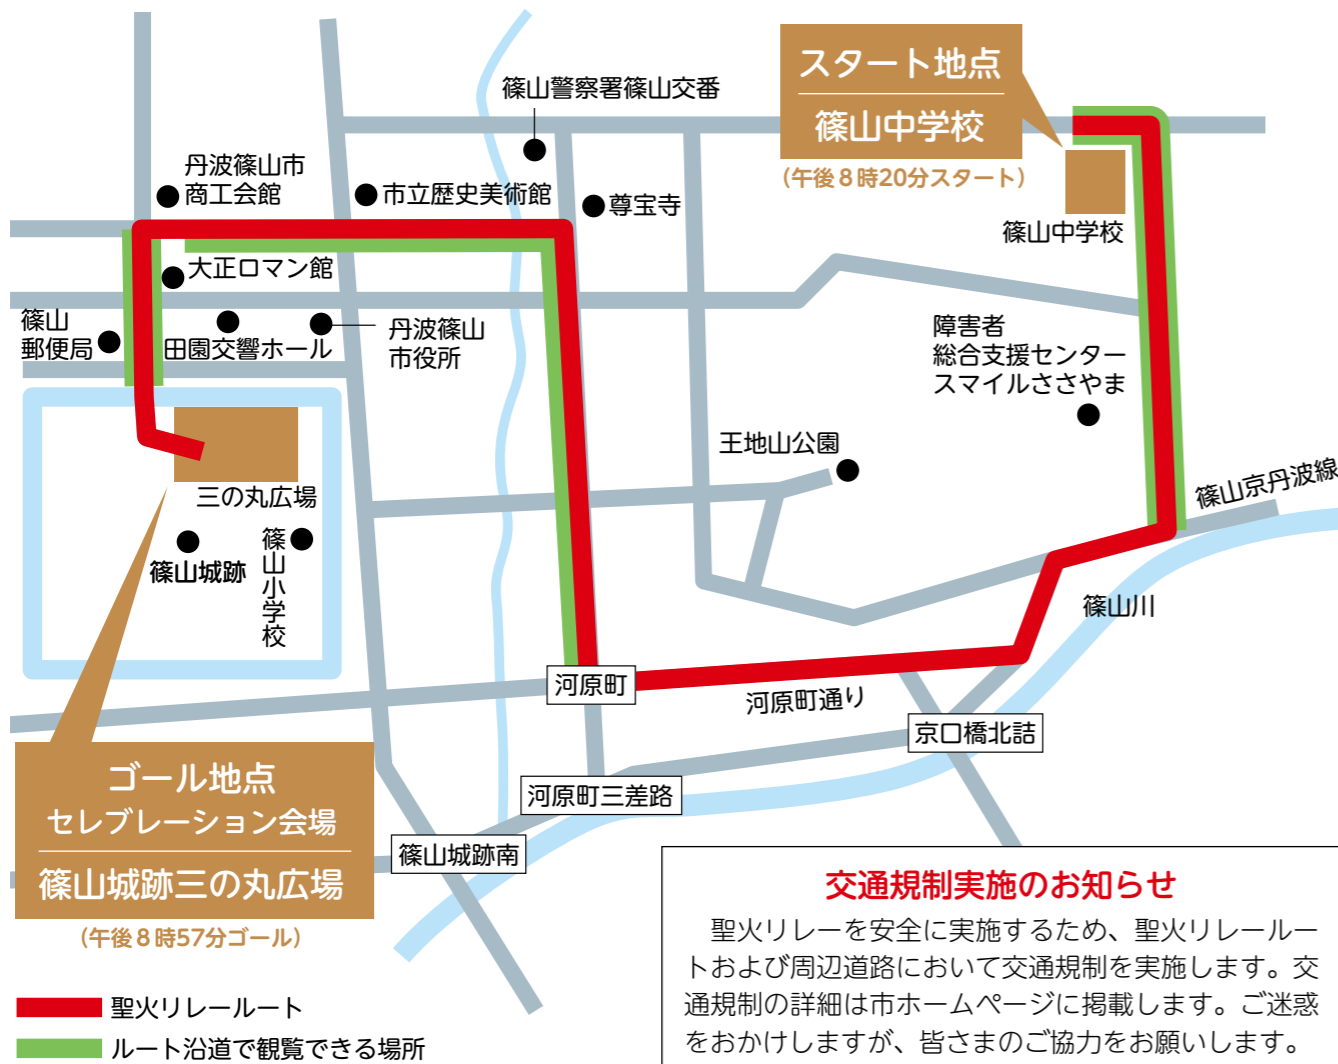 スタート地点
篠山中学校
(午後8時20分スタート)
篠山警察署篠山交番
丹波篠山市
商工会館
市立歴史美術館
尊宝寺
篠山中学校
大正ロマン館
篠山
郵便局
田園交響ホール
丹波篠山
市役所
障害者
総合支援センター
スマイルささやま
王地山公園
篠山京丹波線
三の丸広場
篠山城跡
篠山小学校
篠山川
河原町
河原町通り
京口橋北詰
河原町三差路
篠山城跡南
ゴール地点
セレブレーション会場
篠山城跡三の丸広場
(午後8時57分ゴール)
聖火リレールート
ルート沿道で観覧できる場所
交通規制実施のお知らせ
　聖火リレーを安全に実施するため、聖火リレールー
トおよび周辺道路において交通規制を実施します。交
通規制の詳細は市ホームページに掲載します。ご迷惑
をおかけしますが、皆さまのご協力をお願いします。